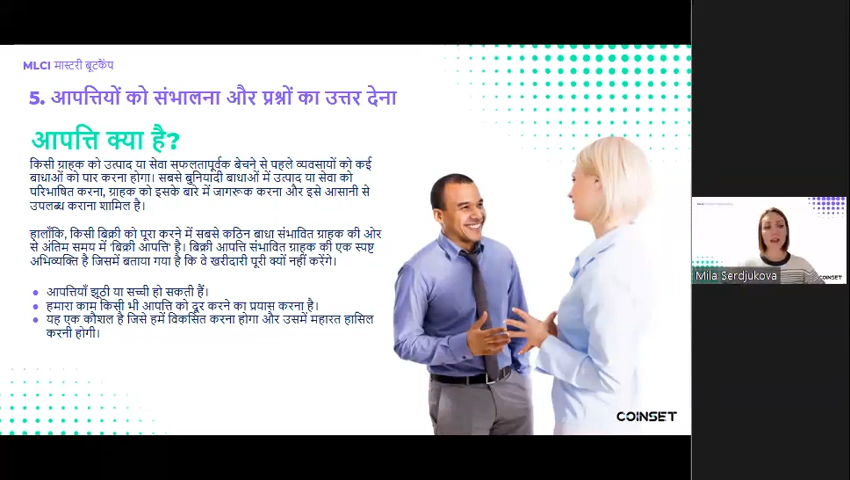 MLCI मास्टरी बूटकैंप
5. आपत्तियों को संभालना और प्रश्नों का उत्तर देना
आपत्ति क्या है?
किसी ग्राहक को उत्पाद या सेवा सफलतापूर्वक बेचने से पहले व्यवसायों को कई
बाधाओं को पार करना होगा। सबसे बुनियादी बाधाओं में उत्पाद या सेवा को
परिभाषित करना, ग्राहक को इसके बारे में जागरूक करना और इसे आसानी से
उपलब्ध कराना शामिल है।
हालाँकि, किसी बिक्री को पूरा करने में सबसे कठिन बाधा संभावित ग्राहक की ओर
से अंतिम समय में 'बिक्री आपत्ति' है। बिक्री आपत्ति संभावित ग्राहक की एक स्पष्ट
अभिव्यक्ति है जिसमें बताया गया है कि वे खरीदारी पूरी क्यों नहीं करेंगे।
• आपत्तियाँ झूठी या सच्ची हो सकती हैं।
• हमारा काम किसी भी आपत्ति को दूर करने का प्रयास करना है।
• यह एक कौशल है जिसे हमें विकसित करना होगा और उसमें महारत हासिल
करनी होगी।
COINSET
Mila Serdjukova
COINSET